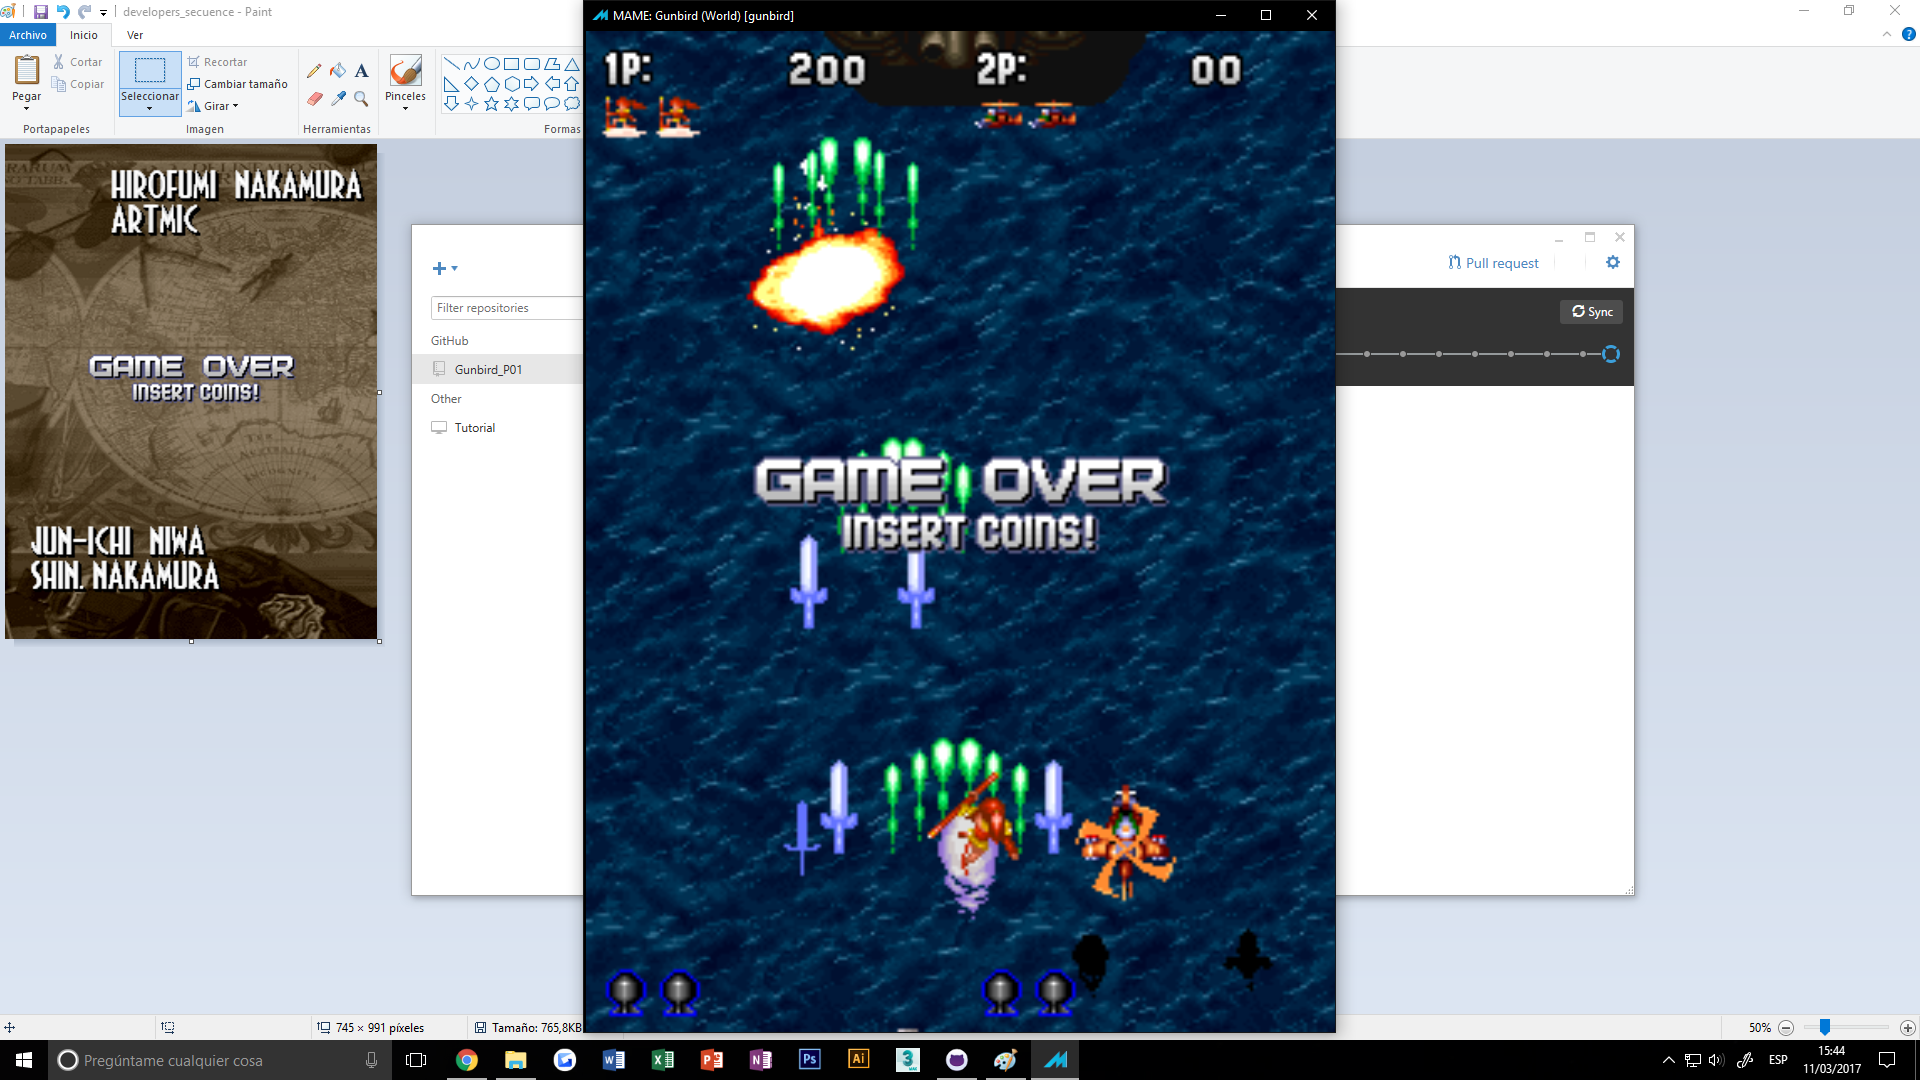 developers_secuence - Paint
Archivo
Inicio
Ver
Pegar
Cortar
Copiar
Portapapeles
Seleccionar
Recortar
Cambiar tamaño
Girar
Imagen
Herramientas
Pinceles
Formas
HIROFUMI NAKAMURA
ARTMIC
GAME OVER
INSERT COINS!
JUN-ICHI NIWA
SHIN. NAKAMURA
Filter repositories
GitHub
Gunbird_P01
Other
Tutorial
MAME: Gunbird (World) [gunbird]
1P: 200 2P: 00
GAME OVER
INSERT COINS!
Pull request
Sync
745 × 991 píxeles
Tamaño: 765,8KB
50%
Pregúntame cualquier cosa
ESP
15:44
11/03/2017